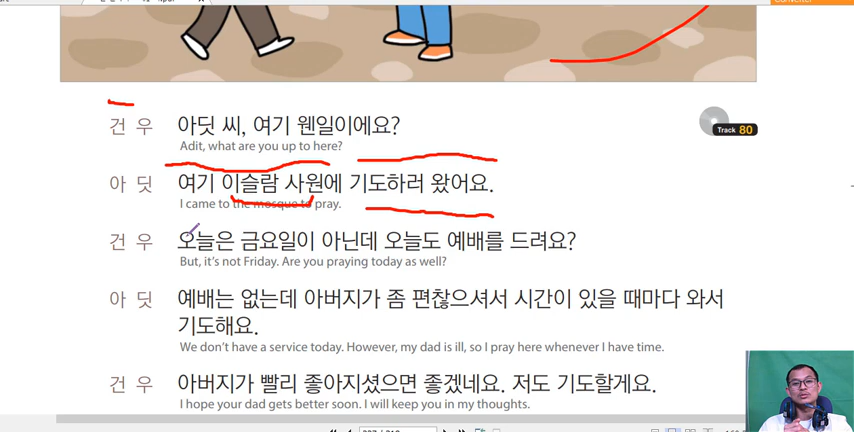 Converter
건 우 아딧 씨, 여기 웬일이에요?
Adit, what are you up to here?
Track 80
아 딧 여기 이슬람 사원에 기도하러 왔어요.
I came to the mosque to pray.
건 우 오늘은 금요일이 아닌데 오늘도 예배를 드려요?
But, it's not Friday. Are you praying today as well?
아 딧 예배는 없는데 아버지가 좀 편찮으셔서 시간이 있을 때마다 와서
기도해요.
We don't have a service today. However, my dad is ill, so I pray here whenever I have time.
건 우 아버지가 빨리 좋아지셨으면 좋겠네요. 저도 기도할게요.
I hope your dad gets better soon. I will keep you in my thoughts.